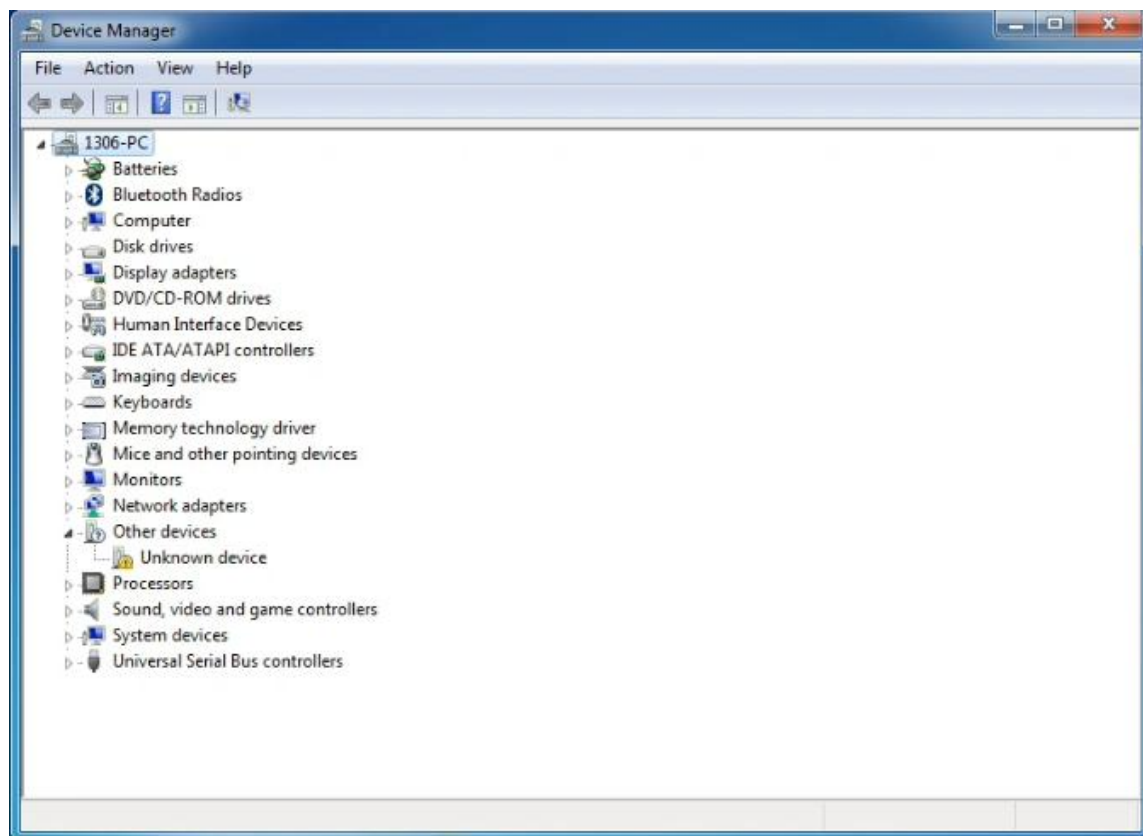 Device Manager
File Action View Help
1306-PC
Batteries
Bluetooth Radios
Computer
Disk drives
Display adapters
DVD/CD-ROM drives
Human Interface Devices
IDE ATA/ATAPI controllers
Imaging devices
Keyboards
Memory technology driver
Mice and other pointing devices
Monitors
Network adapters
Other devices
Unknown device
Processors
Sound, video and game controllers
System devices
Universal Serial Bus controllers